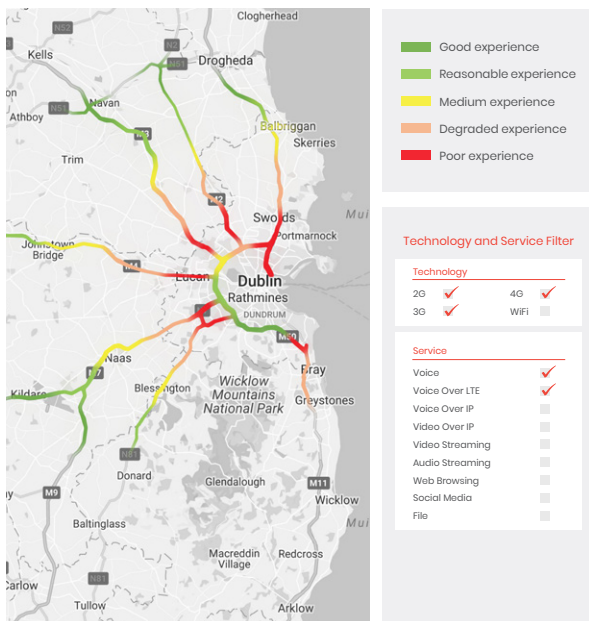 Clogherhead
N52
N2
Kells
Drogheda
N51
Navan
Athboy
Balbriggan
M3
Skerries
Trim
M2
Swords
Portmarnock
Johnstown
Bridge
M4
Lucan
Dublin
Rathmines
DUNDRUM
M50
Naas
Bray
N7
Wicklow
Mountains
National Park
Blessington
Kildare
Greystones
N81
Donard
Glendalough
M11
M9
Wicklow
Baltinglass
Macreddin
Village
Redcross
N81
Carlow
Tullow
Arklow
Good experience
Reasonable experience
Medium experience
Degraded experience
Poor experience
Technology and Service Filter
Technology
2G
4G
3G
WiFi
Service
Voice
Voice Over LTE
Voice Over IP
Video Over IP
Video Streaming
Audio Streaming
Web Browsing
Social Media
File